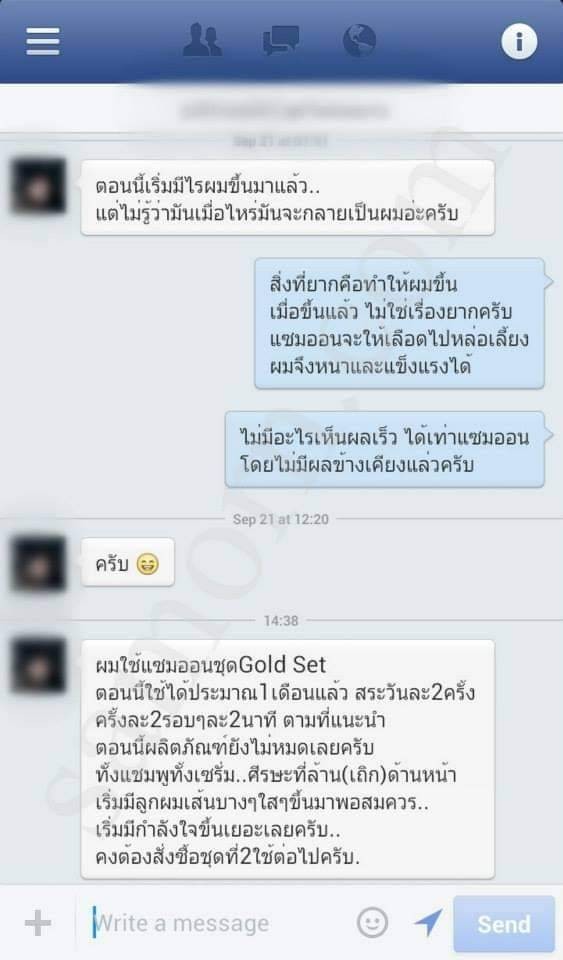 ตอนนี้เริ่มมีไรผมขึ้นมาแล้ว..
แต่ไม่รู้ว่ามันเมื่อไหร่มันจะกลายเป็นผมอ่ะครับ
สิ่งที่ยากคือทำให้ผมขึ้น
เมื่อขึ้นแล้ว ไม่ใช่เรื่องยากครับ
แซมออนจะให้เลือดไปหล่อเลี้ยง
ผมจึงหนาและแข็งแรงได้
ไม่มีอะไรเห็นผลเร็ว ได้เท่าแซมออน
โดยไม่มีผลข้างเคียงแล่วครับ
Sep 21 at 12:20
ครับ 😁
14:38
ผมใช้แซมออนชุดGold Set
ตอนนี้ใช้ได้ประมาณ1เดือนแล้ว สระวันละ2ครั้ง
ครั้งละ2รอบๆละ2นาที ตามที่แนะนำ
ตอนนี้ผลิตภัณฑ์ยังไม่หมดเลยครับ
ทั้งแชมพูทั้งเซรั่ม..ศีรษะที่ล้าน(เถิก)ด้านหน้า
เริ่มมีลูกผมเส้นบางๆใสๆขึ้นมาพอสมควร..
เริ่มมีกำลังใจขึ้นเยอะเลยครับ..
คงต้องสั่งซื้อชุดที่2ใช้ต่อไปครับ.
Write a message
Send